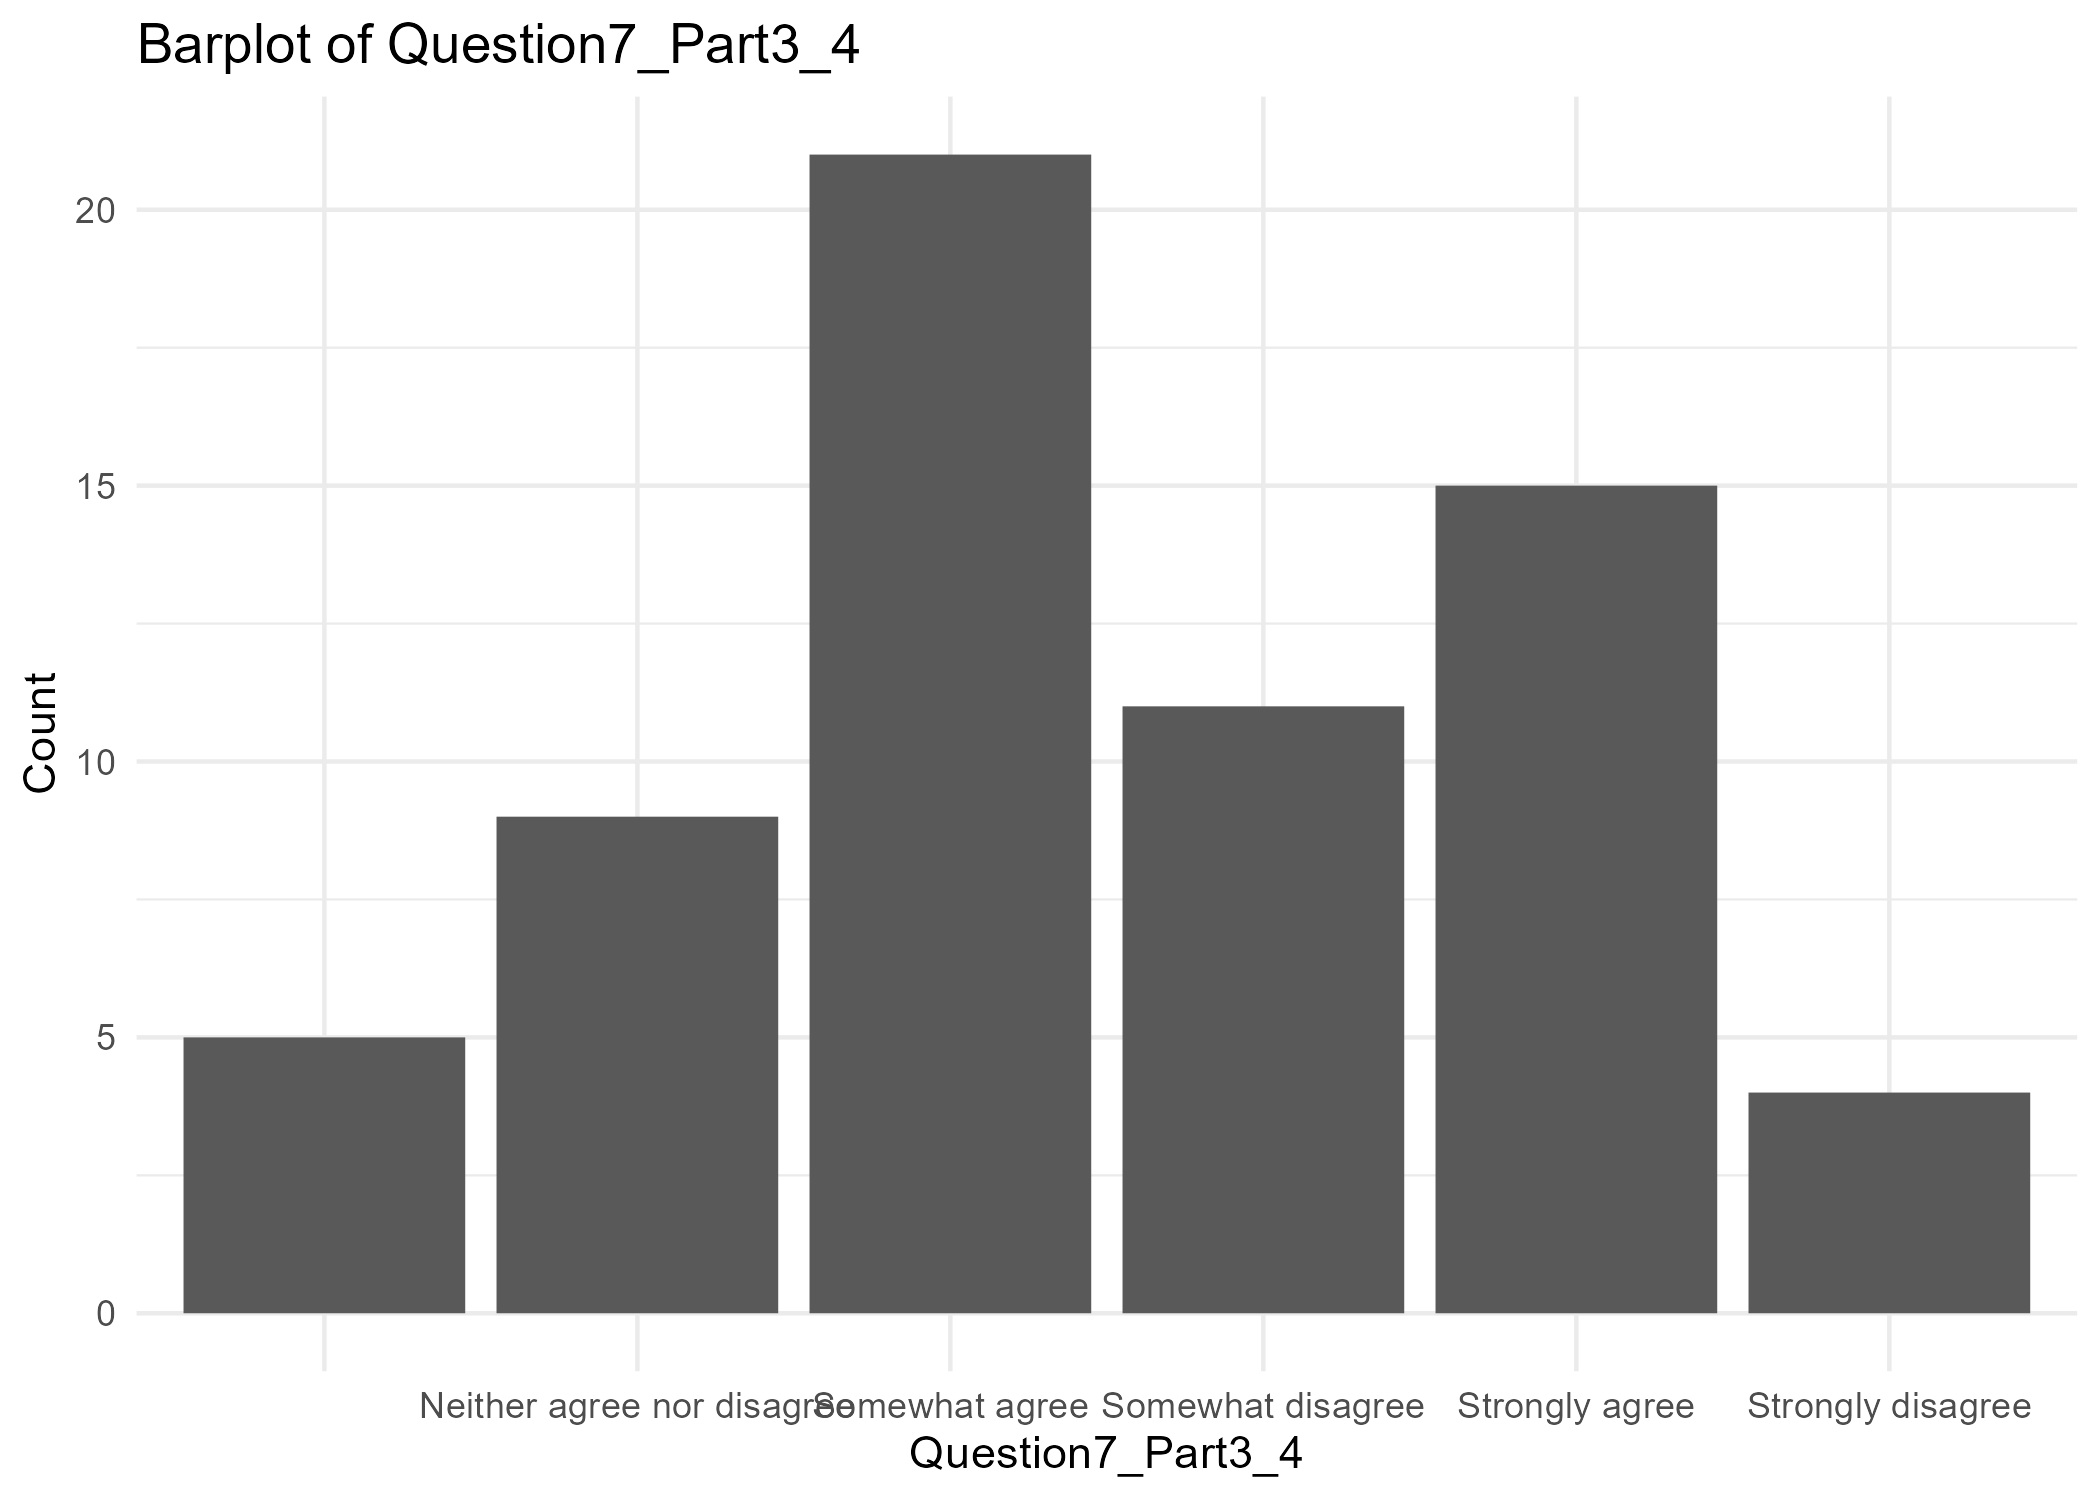 Barplot of Question7_Part3_4
Count
20
15
10
5
0
Neither agree nor disagree Somewhat agree Somewhat disagree Strongly agree Strongly disagree
Question7_Part3_4